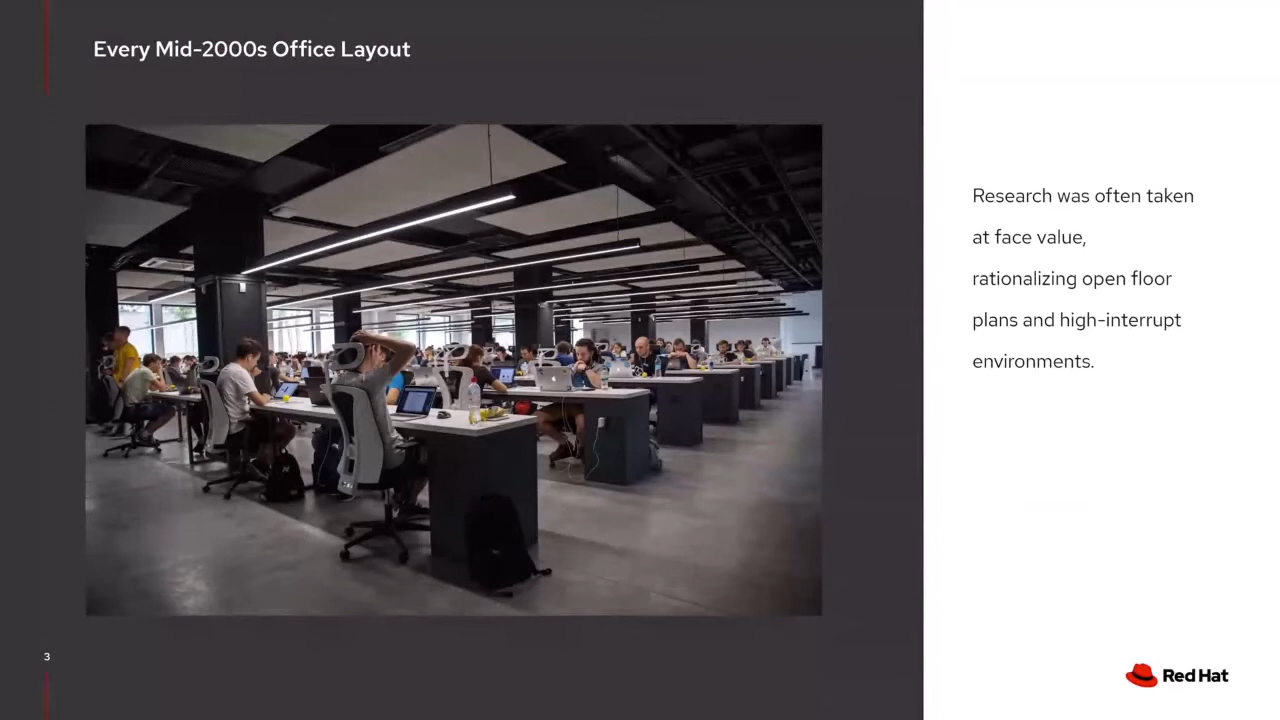 Every Mid-2000s Office Layout
Research was often taken
at face value,
rationalizing open floor
plans and high-interrupt
environments.
3
Red Hat